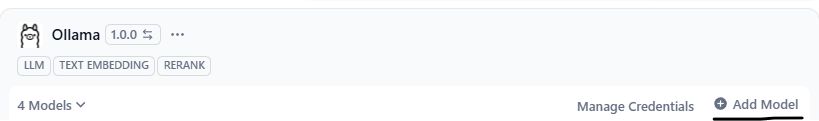 Ollama 1.0.0
LLM TEXT EMBEDDING RERANK
4 Models Manage Credentials Add Model